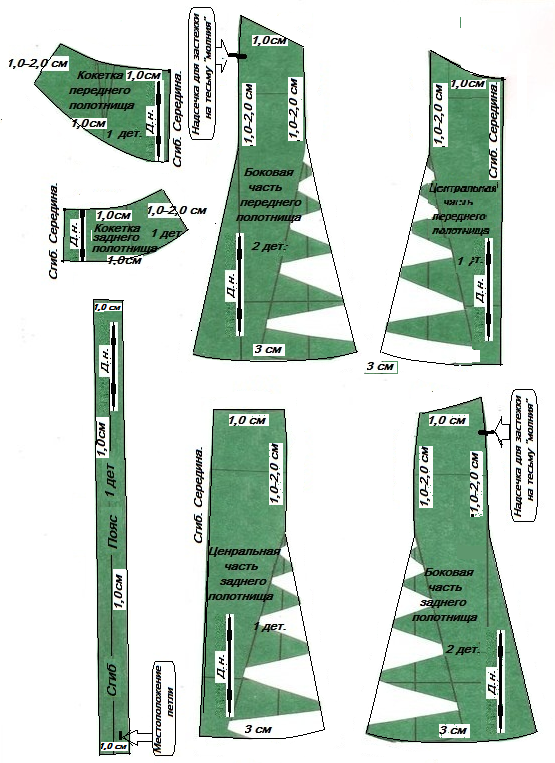 1,0–2,0 см
1,0см
Кокетка
переднего
полотнища
1,0см
1 дет.
Д.н.
Сгиб. Середина.
Надсечка для застежки
на тесьму "молния"
1,0см
1,0–2,0 см
1,0–2,0 см
Боковая
часть
переднего
полотнища
2 дет.
Д.н.
3 см
1,0см
1,0–2,0 см
Сгиб. Середина.
Центральная
часть
переднего
полотнища
1 дет.
Д.н.
3 см
Сгиб. Середина.
Д.н.
1,0см
1,0–2,0 см
Кокетка
заднего
полотнища
1 дет
1,0см
1,0 см
Д.н.
1,0см
Сгиб Пояс 1 дет
1,0см
1,0 см
Местоположение
петли
1,0 см
Сгиб. Середина.
1,0–2,0 см
Ценральная
часть
заднего
полотнища
1 дет.
Д.н.
3 см
1,0 см
1,0–2,0 см
1,0–2,0 см
Надсечка для застежки
на тесьму "молния"
Боковая
часть
заднего
полотнища
2 дет.
Д.н.
3 см